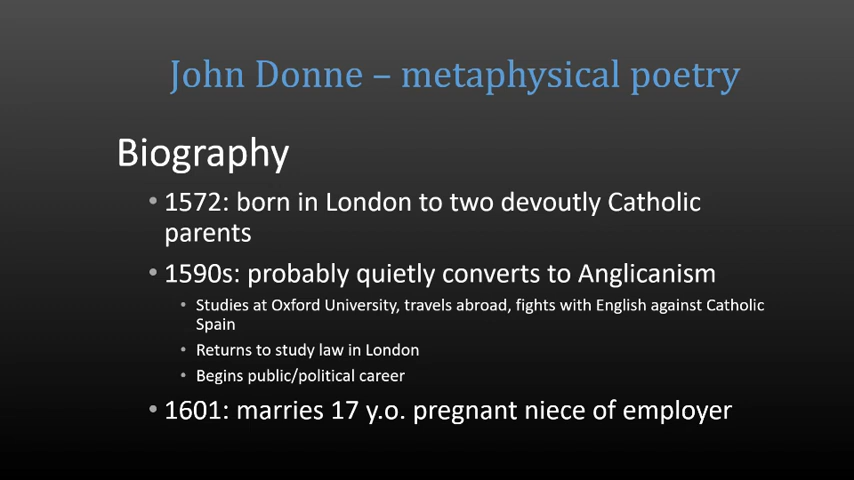 John Donne – metaphysical poetry
Biography
• 1572: born in London to two devoutly Catholic
parents
• 1590s: probably quietly converts to Anglicanism
• Studies at Oxford University, travels abroad, fights with English against Catholic
Spain
• Returns to study law in London
• Begins public/political career
• 1601: marries 17 y.o. pregnant niece of employer